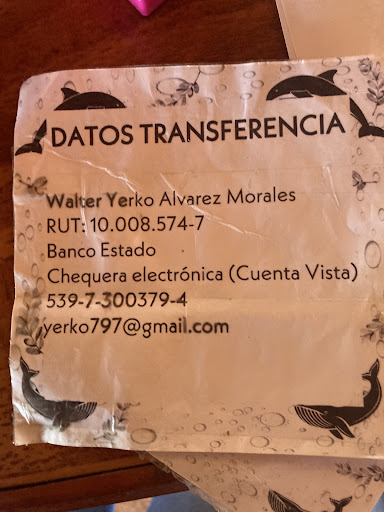 DATOS TRANSFERENCIA
Walter Yerko Alvarez Morales
RUT: 10.008.574-7
Banco Estado
Chequera electrónica (Cuenta Vista)
539-7-300379-4
yerko797@gmail.com